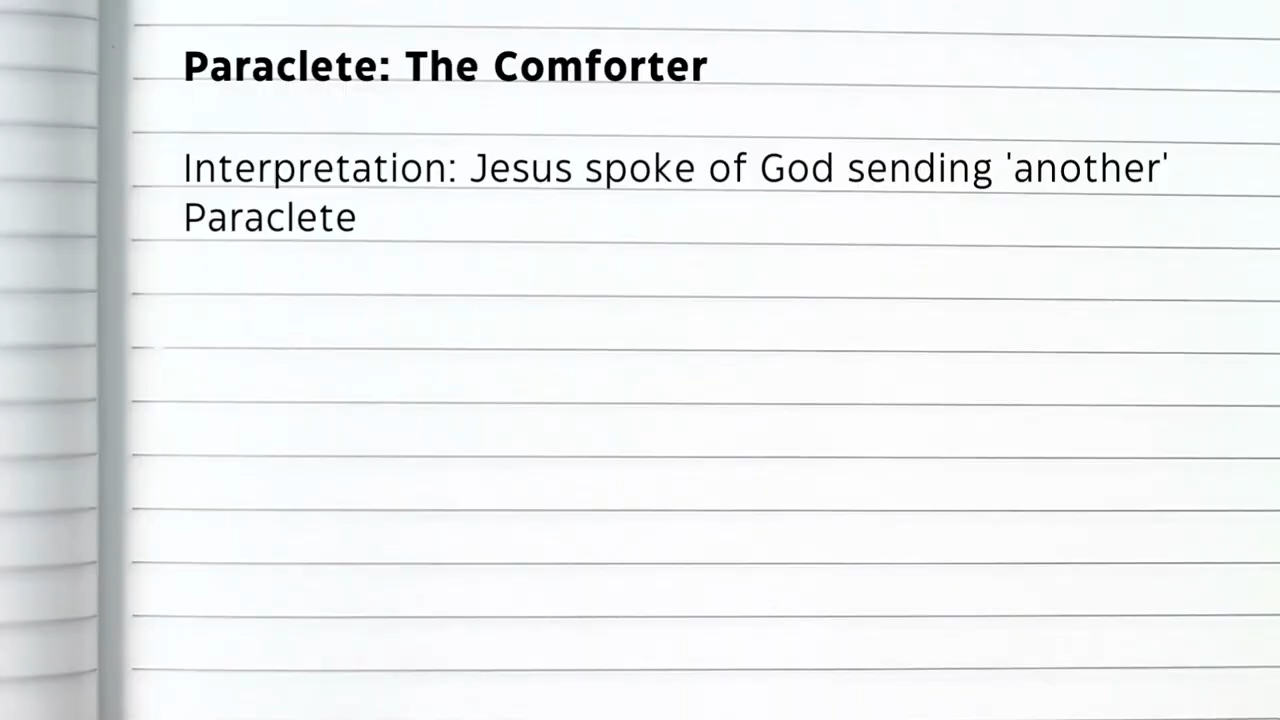 Paraclete: The Comforter
Interpretation: Jesus spoke of God sending 'another'
Paraclete